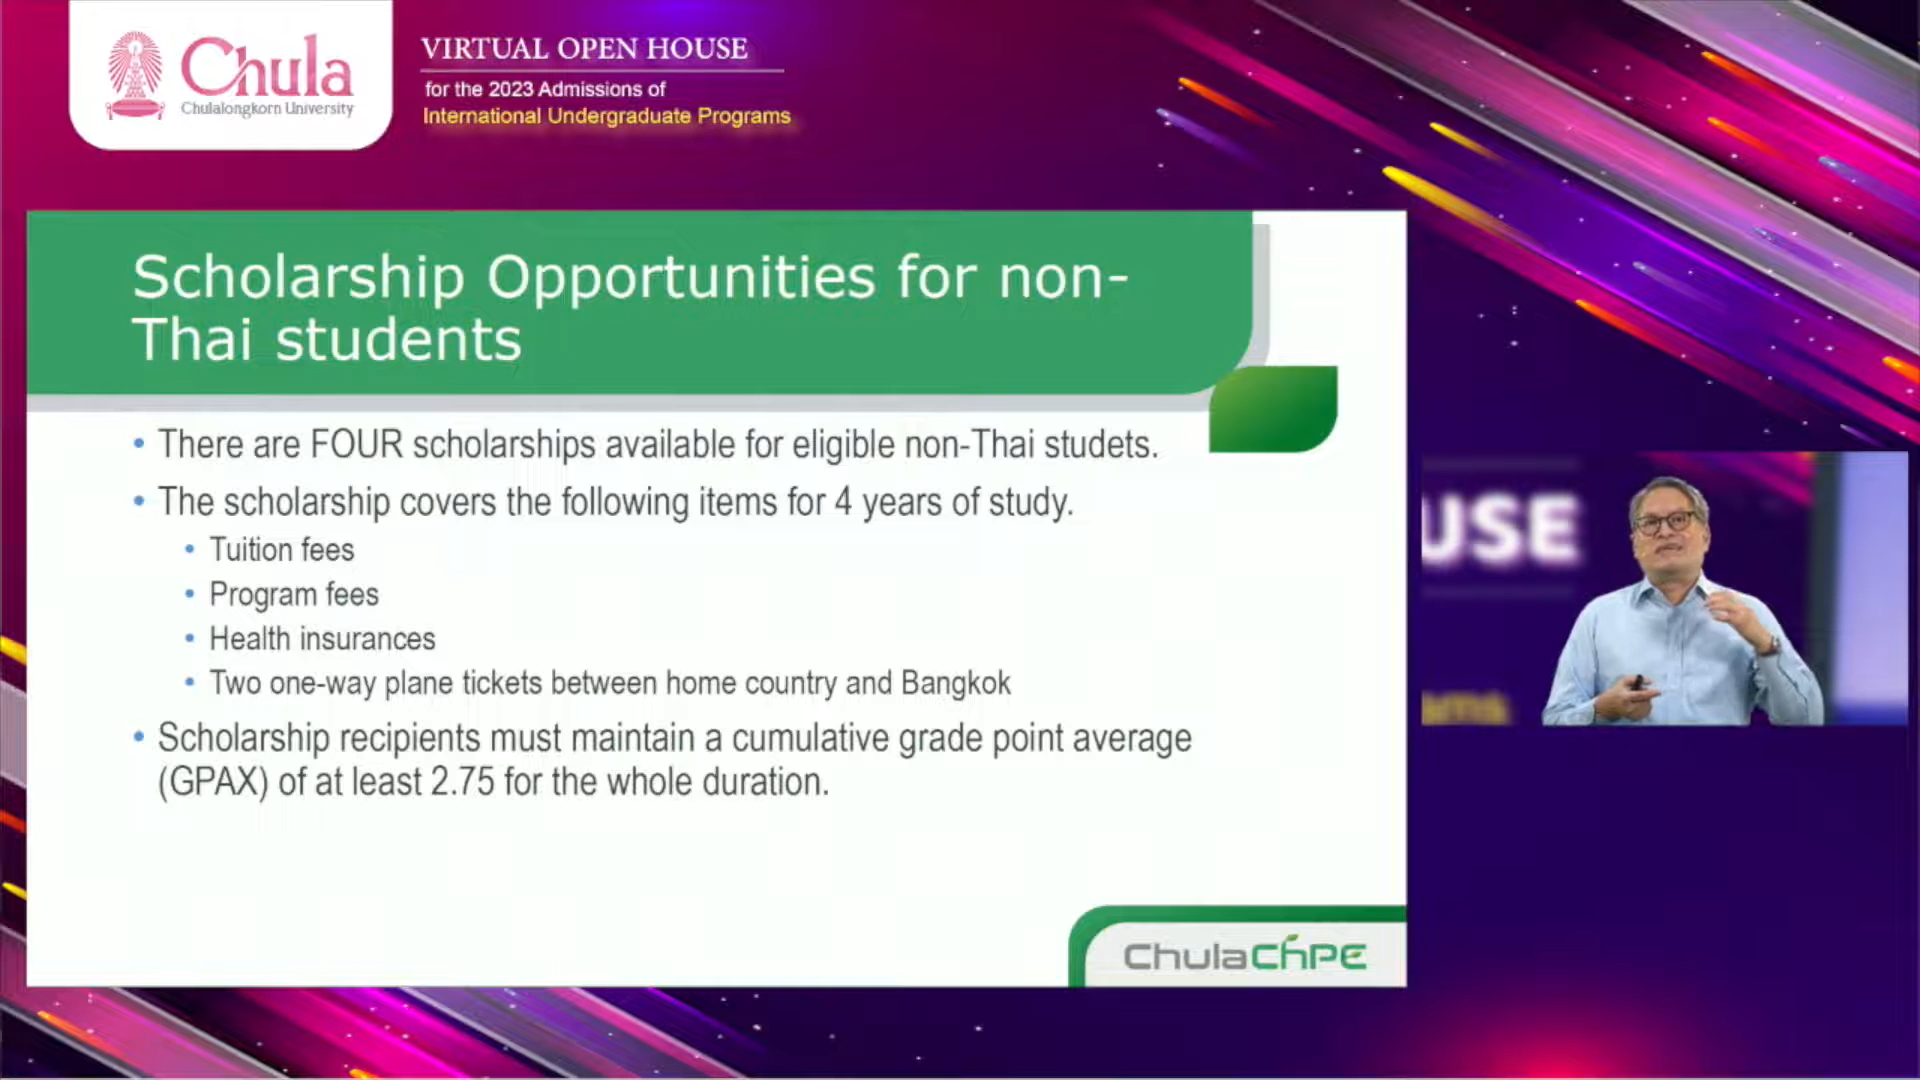 Chula
Chulalongkorn University
VIRTUAL OPEN HOUSE
for the 2023 Admissions of
International Undergraduate Programs
Scholarship Opportunities for non-
Thai students
• There are FOUR scholarships available for eligible non-Thai studets.
• The scholarship covers the following items for 4 years of study.
• Tuition fees
• Program fees
• Health insurances
• Two one-way plane tickets between home country and Bangkok
• Scholarship recipients must maintain a cumulative grade point average
(GPAX) of at least 2.75 for the whole duration.
USE
ams
ChulaChPE